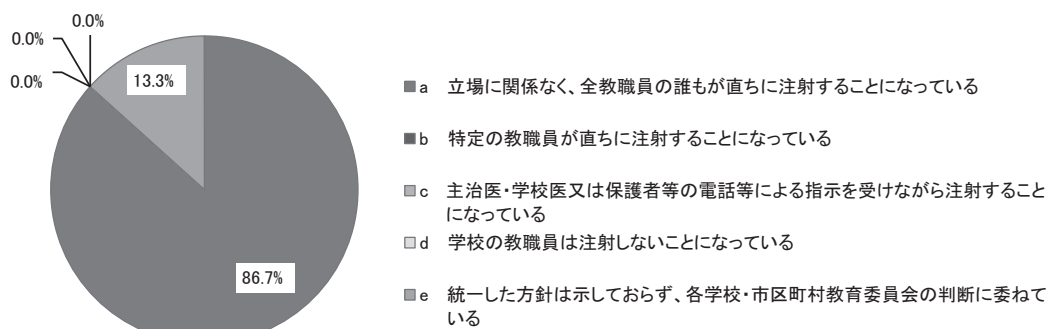 0.0%
0.0%
0.0%
13.3%
86.7%
a 立場に関係なく、全教職員の誰もが直ちに注射することになっている
b 特定の教職員が直ちに注射することになっている
c 主治医・学校医又は保護者等の電話等による指示を受けながら注射すること
になっている
d 学校の教職員は注射しないことになっている
e 統一した方針は示しておらず、各学校・市区町村教育委員会の判断に委ねて
いる